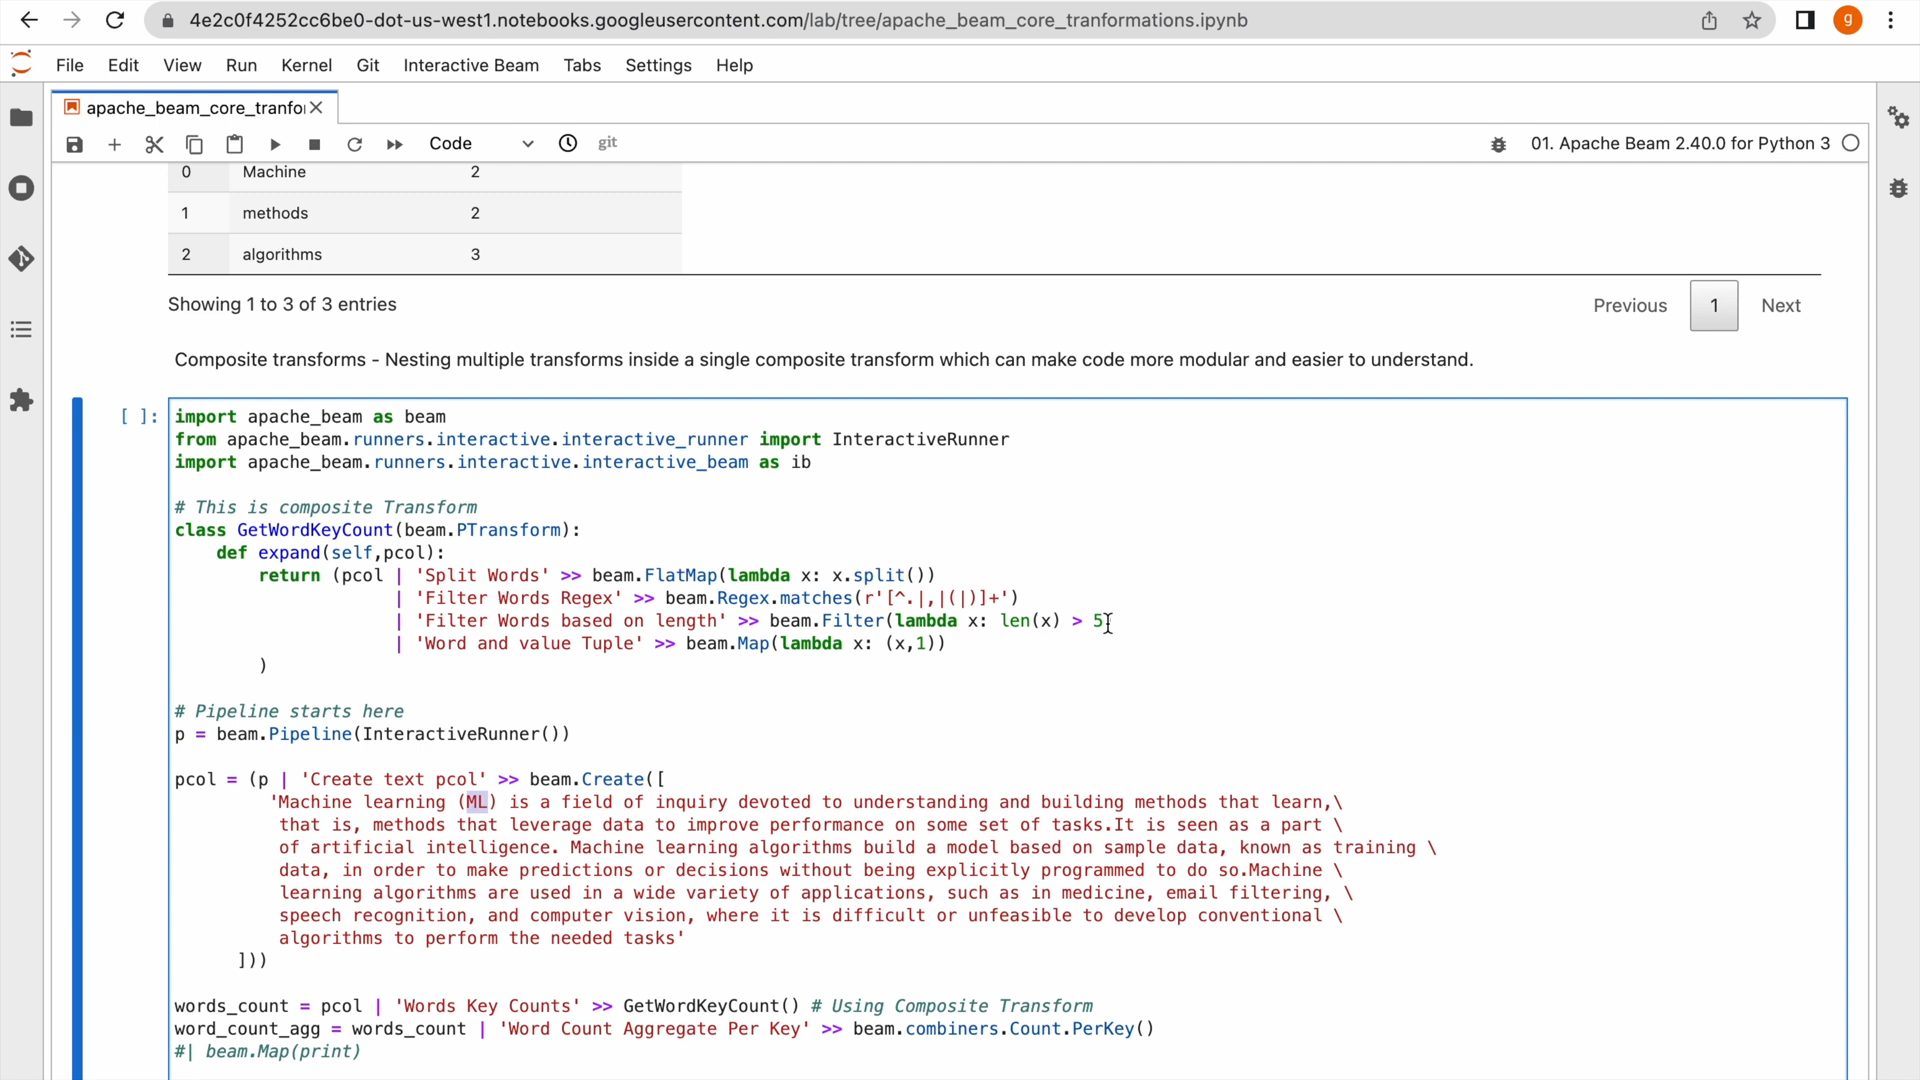 4e2c0f4252cc6be0-dot-us-west1.notebooks.googleusercontent.com/lab/tree/apache_beam_core_tranformations.ipynb
g
File Edit View Run Kernel Git Interactive Beam Tabs Settings Help
apache_beam_core_tranfo
Code
git
01. Apache Beam 2.40.0 for Python 3
0 Machine 2
1 methods 2
2 algorithms 3
Showing 1 to 3 of 3 entries
Previous 1 Next
Composite transforms - Nesting multiple transforms inside a single composite transform which can make code more modular and easier to understand.
[ ]:
import apache_beam as beam
from apache_beam.runners.interactive.interactive_runner import InteractiveRunner
import apache_beam.runners.interactive.interactive_beam as ib
# This is composite Transform
class GetWordKeyCount(beam.PTransform):
    def expand(self,pcol):
        return (pcol | 'Split Words' >> beam.FlatMap(lambda x: x.split())
                     | 'Filter Words Regex' >> beam.Regex.matches(r'[^.|,|(|)]+')
                     | 'Filter Words based on length' >> beam.Filter(lambda x: len(x) > 5)
                     | 'Word and value Tuple' >> beam.Map(lambda x: (x,1))
        )
# Pipeline starts here
p = beam.Pipeline(InteractiveRunner())
pcol = (p | 'Create text pcol' >> beam.Create([
         'Machine learning (ML) is a field of inquiry devoted to understanding and building methods that learn,\
          that is, methods that leverage data to improve performance on some set of tasks.It is seen as a part \
          of artificial intelligence. Machine learning algorithms build a model based on sample data, known as training \
          data, in order to make predictions or decisions without being explicitly programmed to do so.Machine \
          learning algorithms are used in a wide variety of applications, such as in medicine, email filtering, \
          speech recognition, and computer vision, where it is difficult or unfeasible to develop conventional \
          algorithms to perform the needed tasks'
      ]))
words_count = pcol | 'Words Key Counts' >> GetWordKeyCount() # Using Composite Transform
word_count_agg = words_count | 'Word Count Aggregate Per Key' >> beam.combiners.Count.PerKey()
#| beam.Map(print)